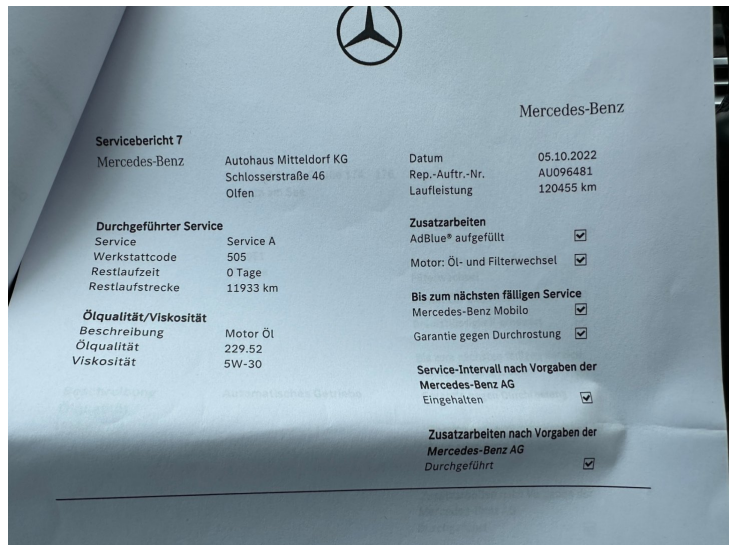 Mercedes-Benz
Servicebericht 7
Mercedes-Benz
Autohaus Mitteldorf KG
Schlosserstraße 46
Olfen
Datum 05.10.2022
Rep.-Auftr.-Nr. AU096481
Laufleistung 120455 km
Durchgeführter Service
Service Service A
Werkstattcode 505
Restlaufzeit 0 Tage
Restlaufstrecke 11933 km
Ölqualität/Viskosität
Beschreibung Motor Öl
Ölqualität 229.52
Viskosität 5W-30
Zusatzarbeiten
AdBlue® aufgefüllt
Motor: Öl- und Filterwechsel
Bis zum nächsten fälligen Service
Mercedes-Benz Mobilo
Garantie gegen Durchrostung
Service-Intervall nach Vorgaben der
Mercedes-Benz AG
Eingehalten
Zusatzarbeiten nach Vorgaben der
Mercedes-Benz AG
Durchgeführt